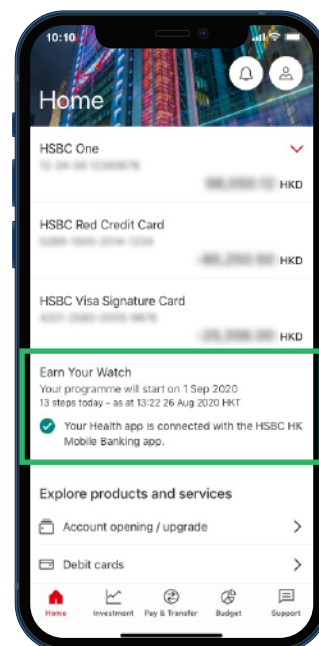 10:10
Home
HSBC One
HKD
HSBC Red Credit Card
HKD
HSBC Visa Signature Card
HKD
Earn Your Watch
Your programme will start on 1 Sep 2020
13 steps today – as at 13:22 26 Aug 2020 HKT
Your Health app is connected with the HSBC HK
Mobile Banking app.
Explore products and services
Account opening / upgrade
Debit cards
Home Investment Pay & Transfer Budget Support